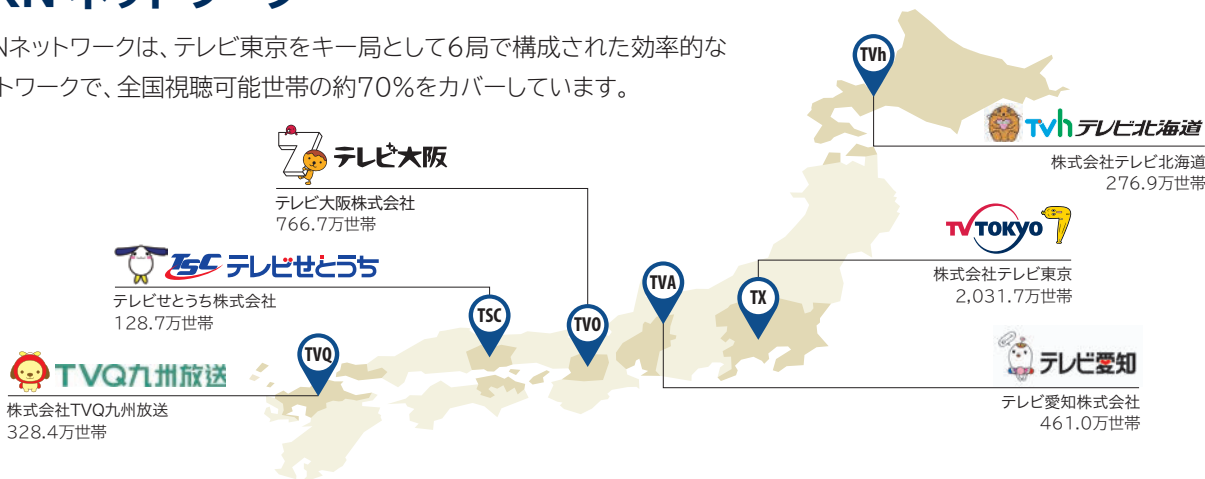 Nネットワーク
Nネットワークは、テレビ東京をキー局として6局で構成された効率的な
トワークで、全国視聴可能世帯の約70%をカバーしています。
TVh
TVh テレビ北海道
株式会社テレビ北海道
276.9万世帯
テレビ大阪
テレビ大阪株式会社
766.7万世帯
TV TOKYO
株式会社テレビ東京
2,031.7万世帯
TSC テレビせとうち
テレビせとうち株式会社
128.7万世帯
TVA
TX
TSC
TVO
TVQ
TVQ九州放送
株式会社TVQ九州放送
328.4万世帯
テレビ愛知
テレビ愛知株式会社
461.0万世帯